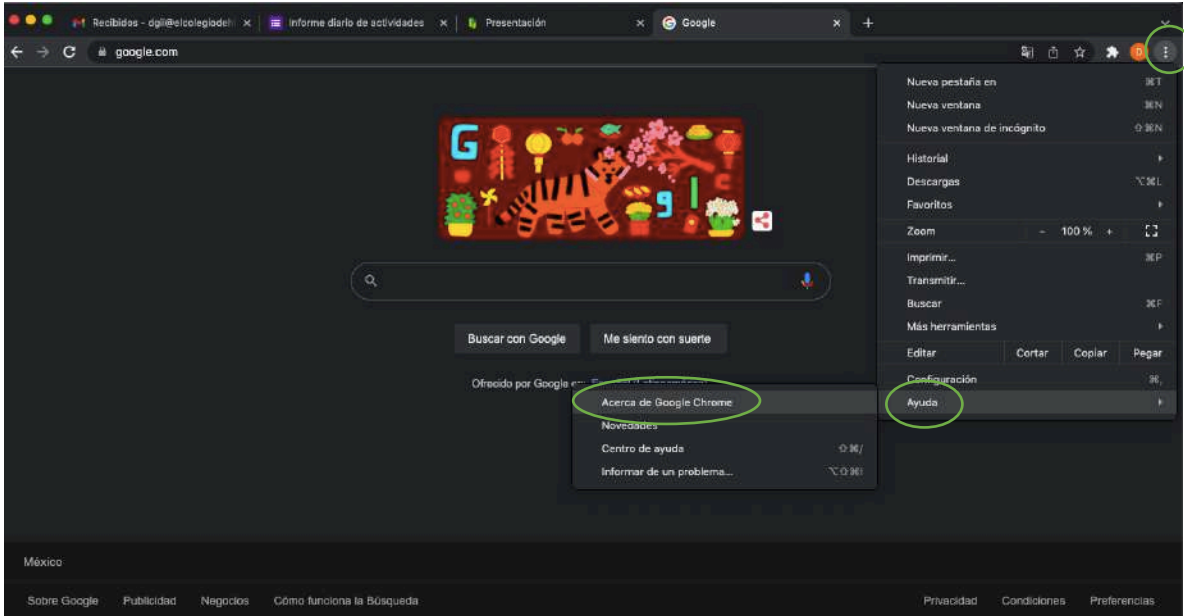 Recibidos - dgil@elcolegiodeh
Informe diario de actividades
Presentación
Google
google.com
D
Nueva pestaña en ⌘T
Nueva ventana ⌘N
Nueva ventana de incógnito ⇧⌘N
Historial
Descargas ⌥⌘L
Favoritos
Zoom - 100 % +
Imprimir... ⌘P
Transmitir...
Buscar ⌘F
Más herramientas
Editar Cortar Copiar Pegar
Configuración ⌘,
Ayuda
G g l
Buscar con Google Me siento con suerte
Ofrecido por Google en:
Acerca de Google Chrome
Novedades
Centro de ayuda ⇧⌘/
Informar de un problema... ⌥⇧⌘I
México
Sobre Google Publicidad Negocios Cómo funciona la Búsqueda Privacidad Condiciones Preferencias